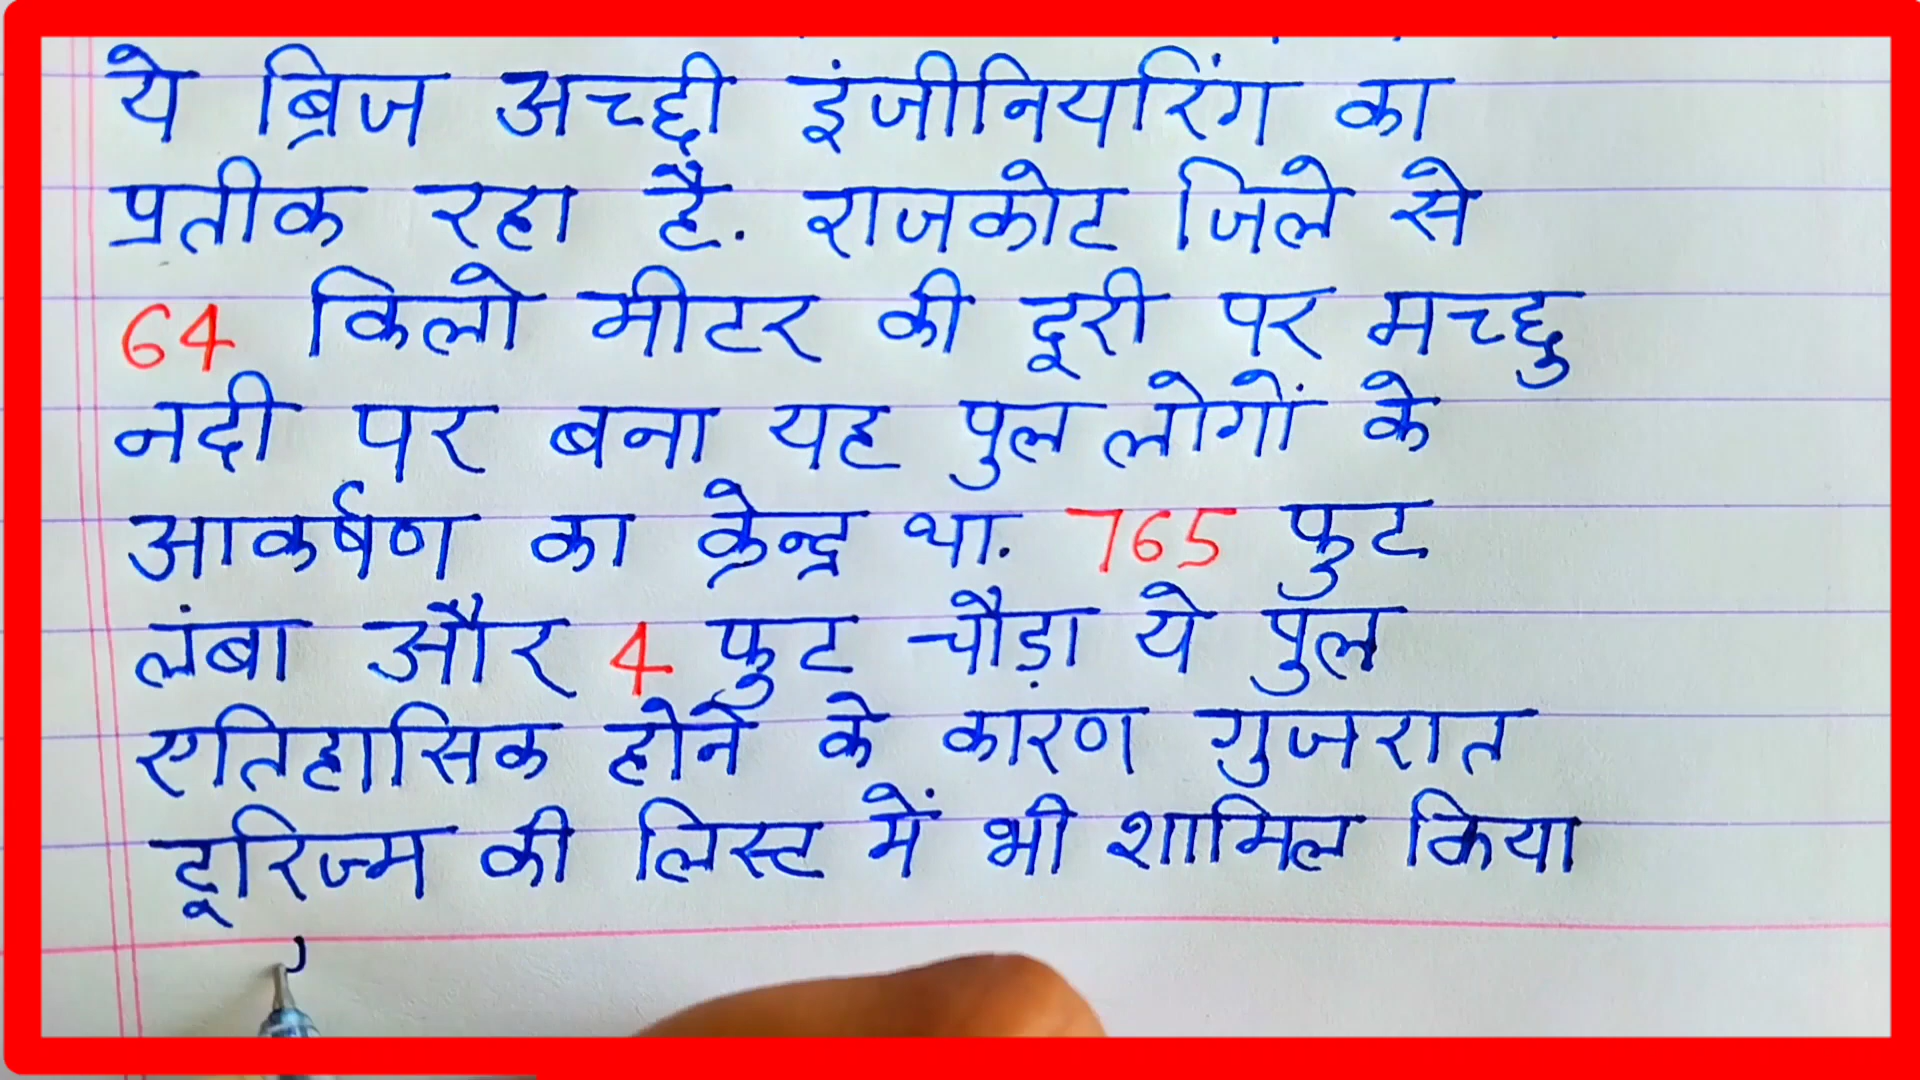 ये ब्रिज अच्छी इंजीनियरिंग का
प्रतीक रहा है. राजकोट जिले से
64 किलो मीटर की दूरी पर मच्छु
नदी पर बना यह पुल लोगों के
आकर्षण का केन्द्र था. 765 फुट
लंबा और 4 फुट चौड़ा ये पुल
एतिहासिक होने के कारण गुजरात
टूरिज्म की लिस्ट में भी शामिल किया